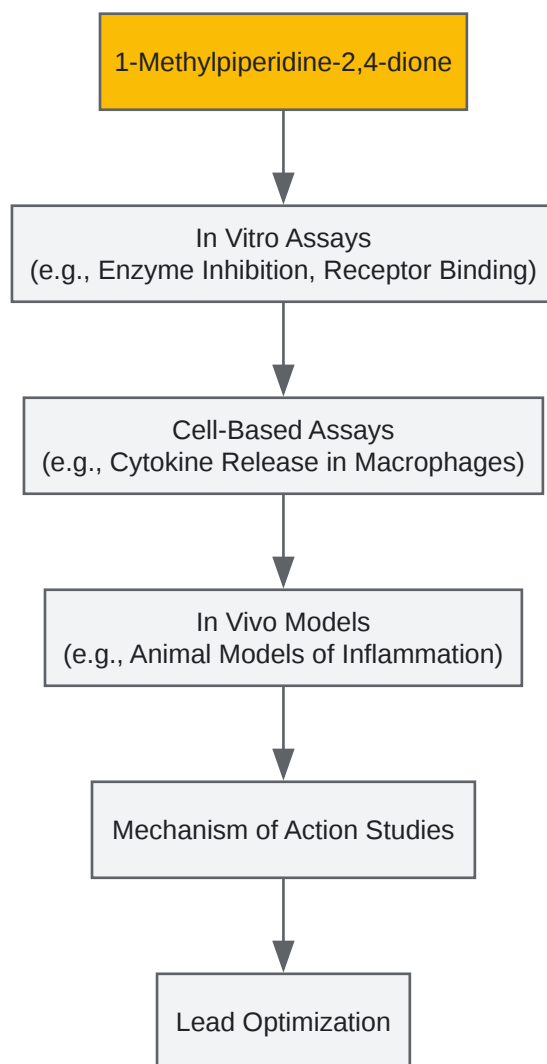 1-Methylpiperidine-2,4-dione
In Vitro Assays
(e.g., Enzyme Inhibition, Receptor Binding)
Cell-Based Assays
(e.g., Cytokine Release in Macrophages)
In Vivo Models
(e.g., Animal Models of Inflammation)
Mechanism of Action Studies
Lead Optimization